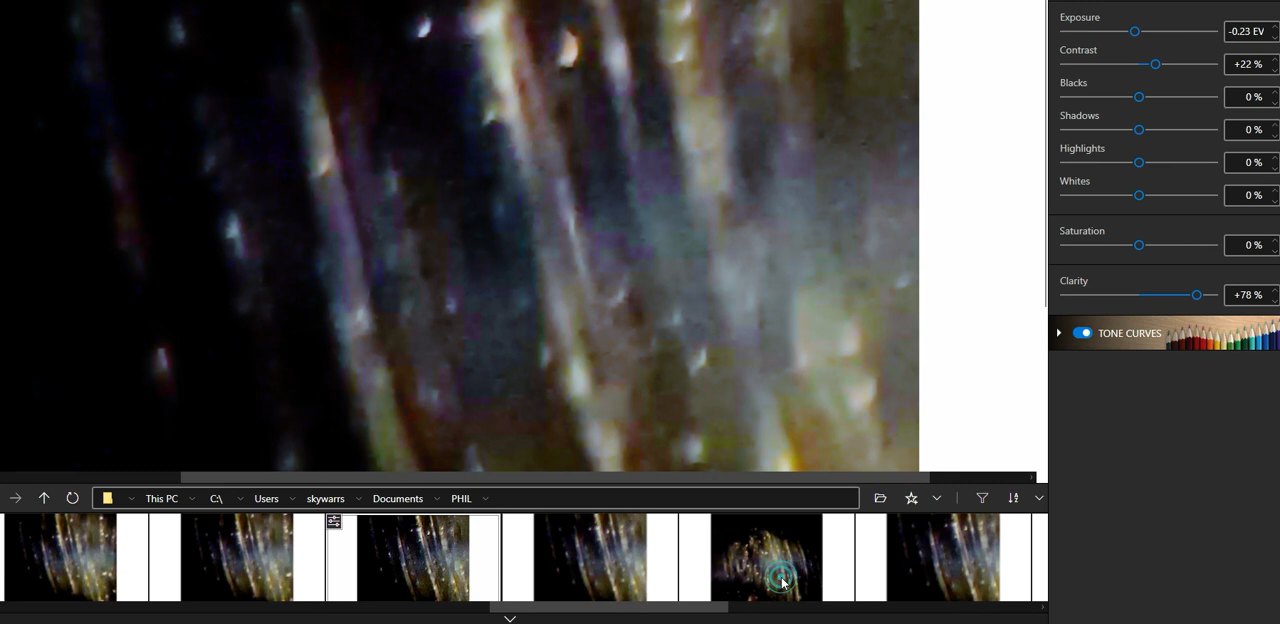 Exposure
-0.23 EV
Contrast
+22 %
Blacks
0 %
Shadows
0 %
Highlights
0 %
Whites
0 %
Saturation
0 %
Clarity
+78 %
TONE CURVES
This PC
C:\
Users
skywarrs
Documents
PHIL